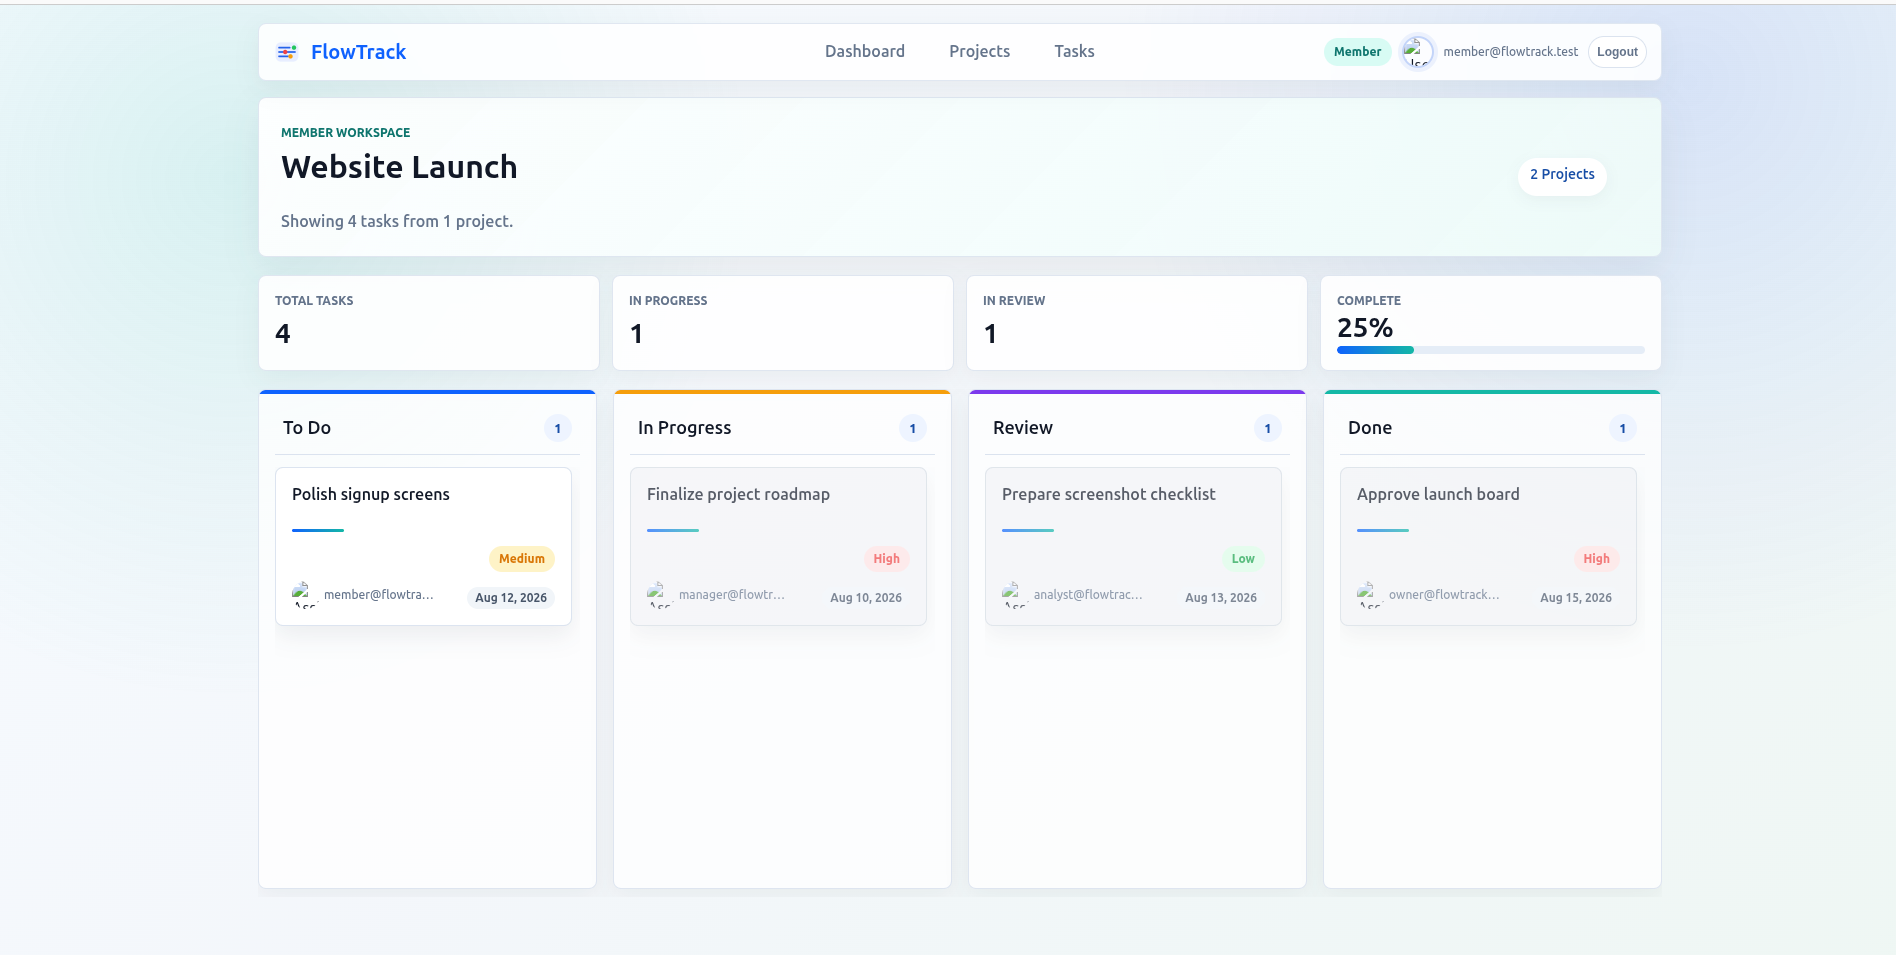 FlowTrack
Dashboard
Projects
Tasks
Member
member@flowtrack.test
Logout
MEMBER WORKSPACE
Website Launch
2 Projects
Showing 4 tasks from 1 project.
TOTAL TASKS
4
IN PROGRESS
1
IN REVIEW
1
COMPLETE
25%
To Do
1
Polish signup screens
Medium
member@flowtra...
Aug 12, 2026
In Progress
1
Finalize project roadmap
High
manager@flowtr...
Aug 10, 2026
Review
1
Prepare screenshot checklist
Low
analyst@flowtrac...
Aug 13, 2026
Done
1
Approve launch board
High
owner@flowtrack...
Aug 15, 2026